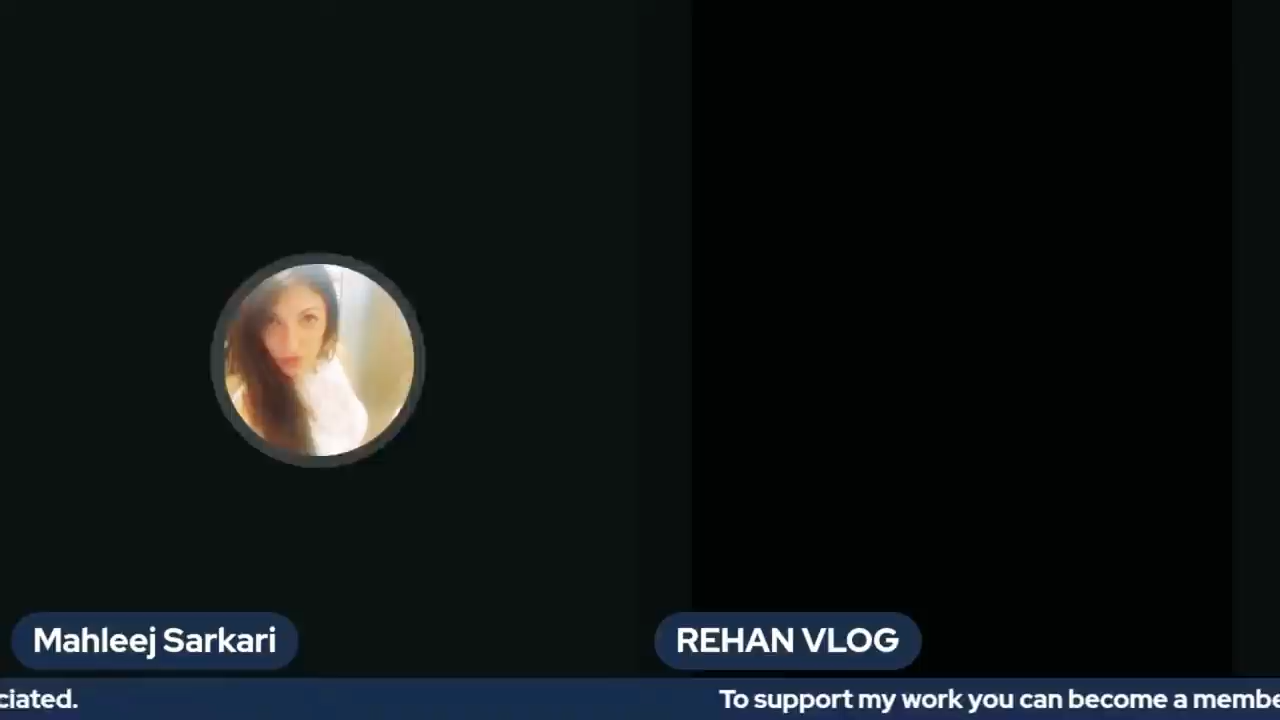 Mahleej Sarkari
REHAN VLOG
ciated.
To support my work you can become a membe